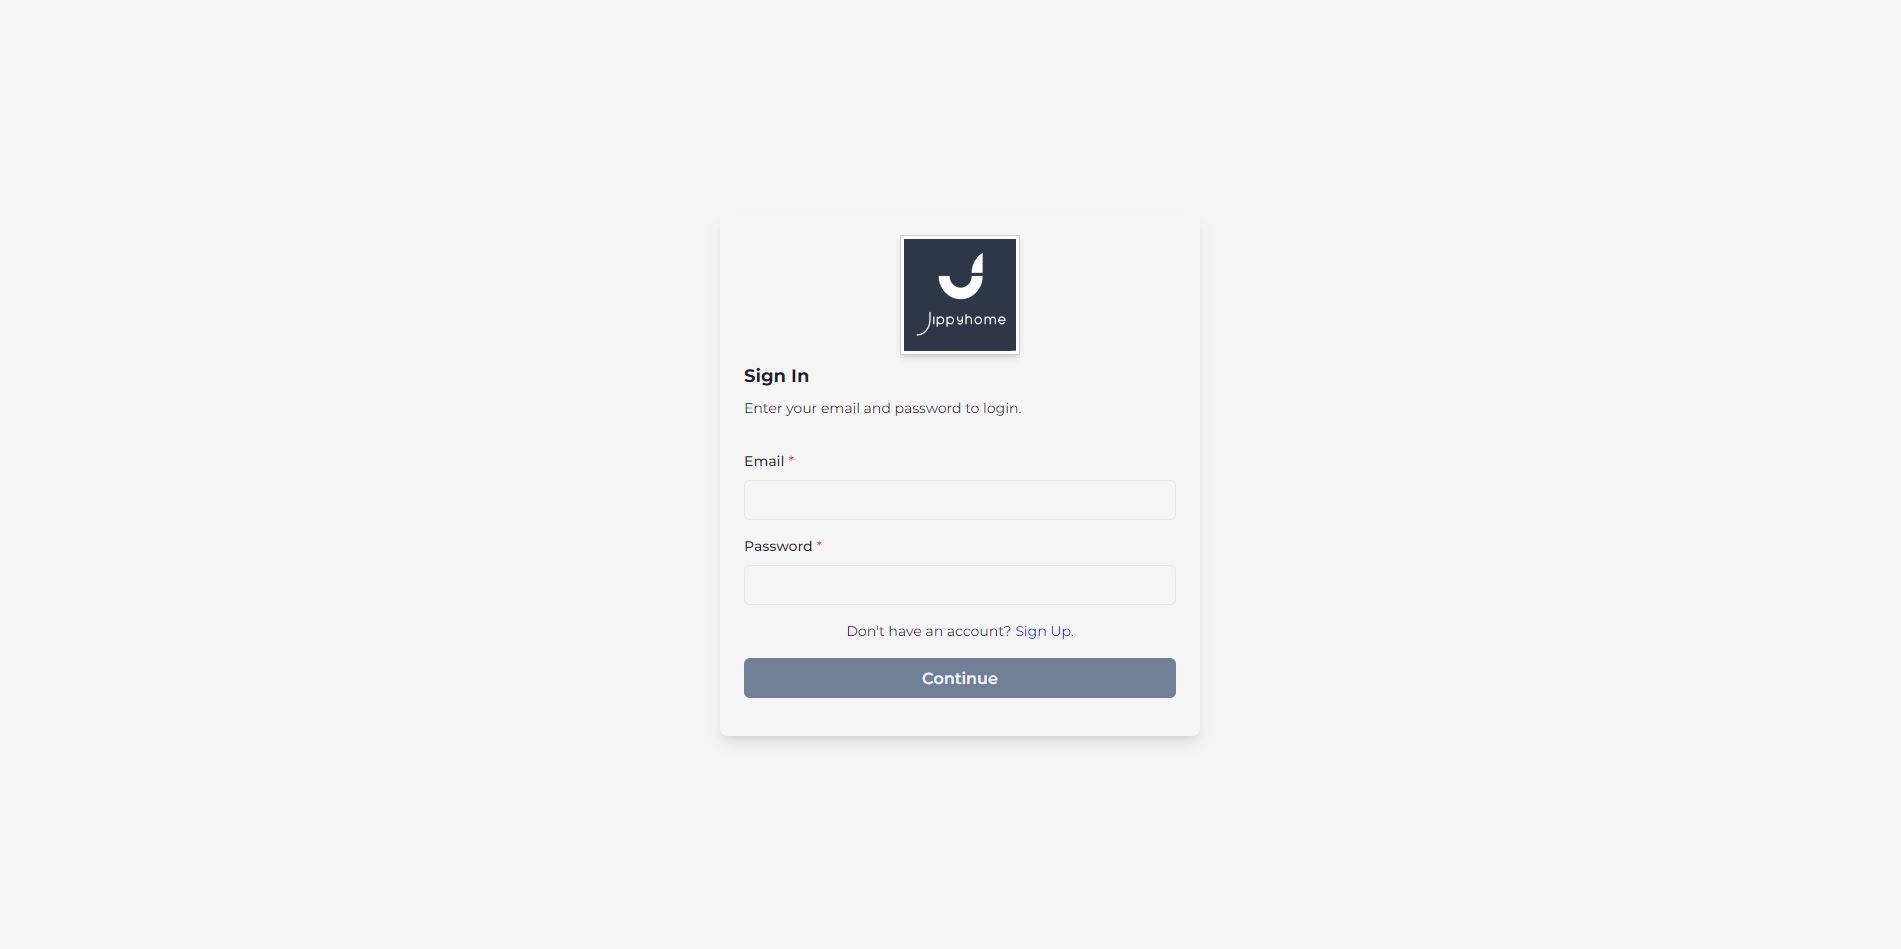 Jippyhome
Sign In
Enter your email and password to login.
Email *
Password *
Don't have an account? Sign Up.
Continue